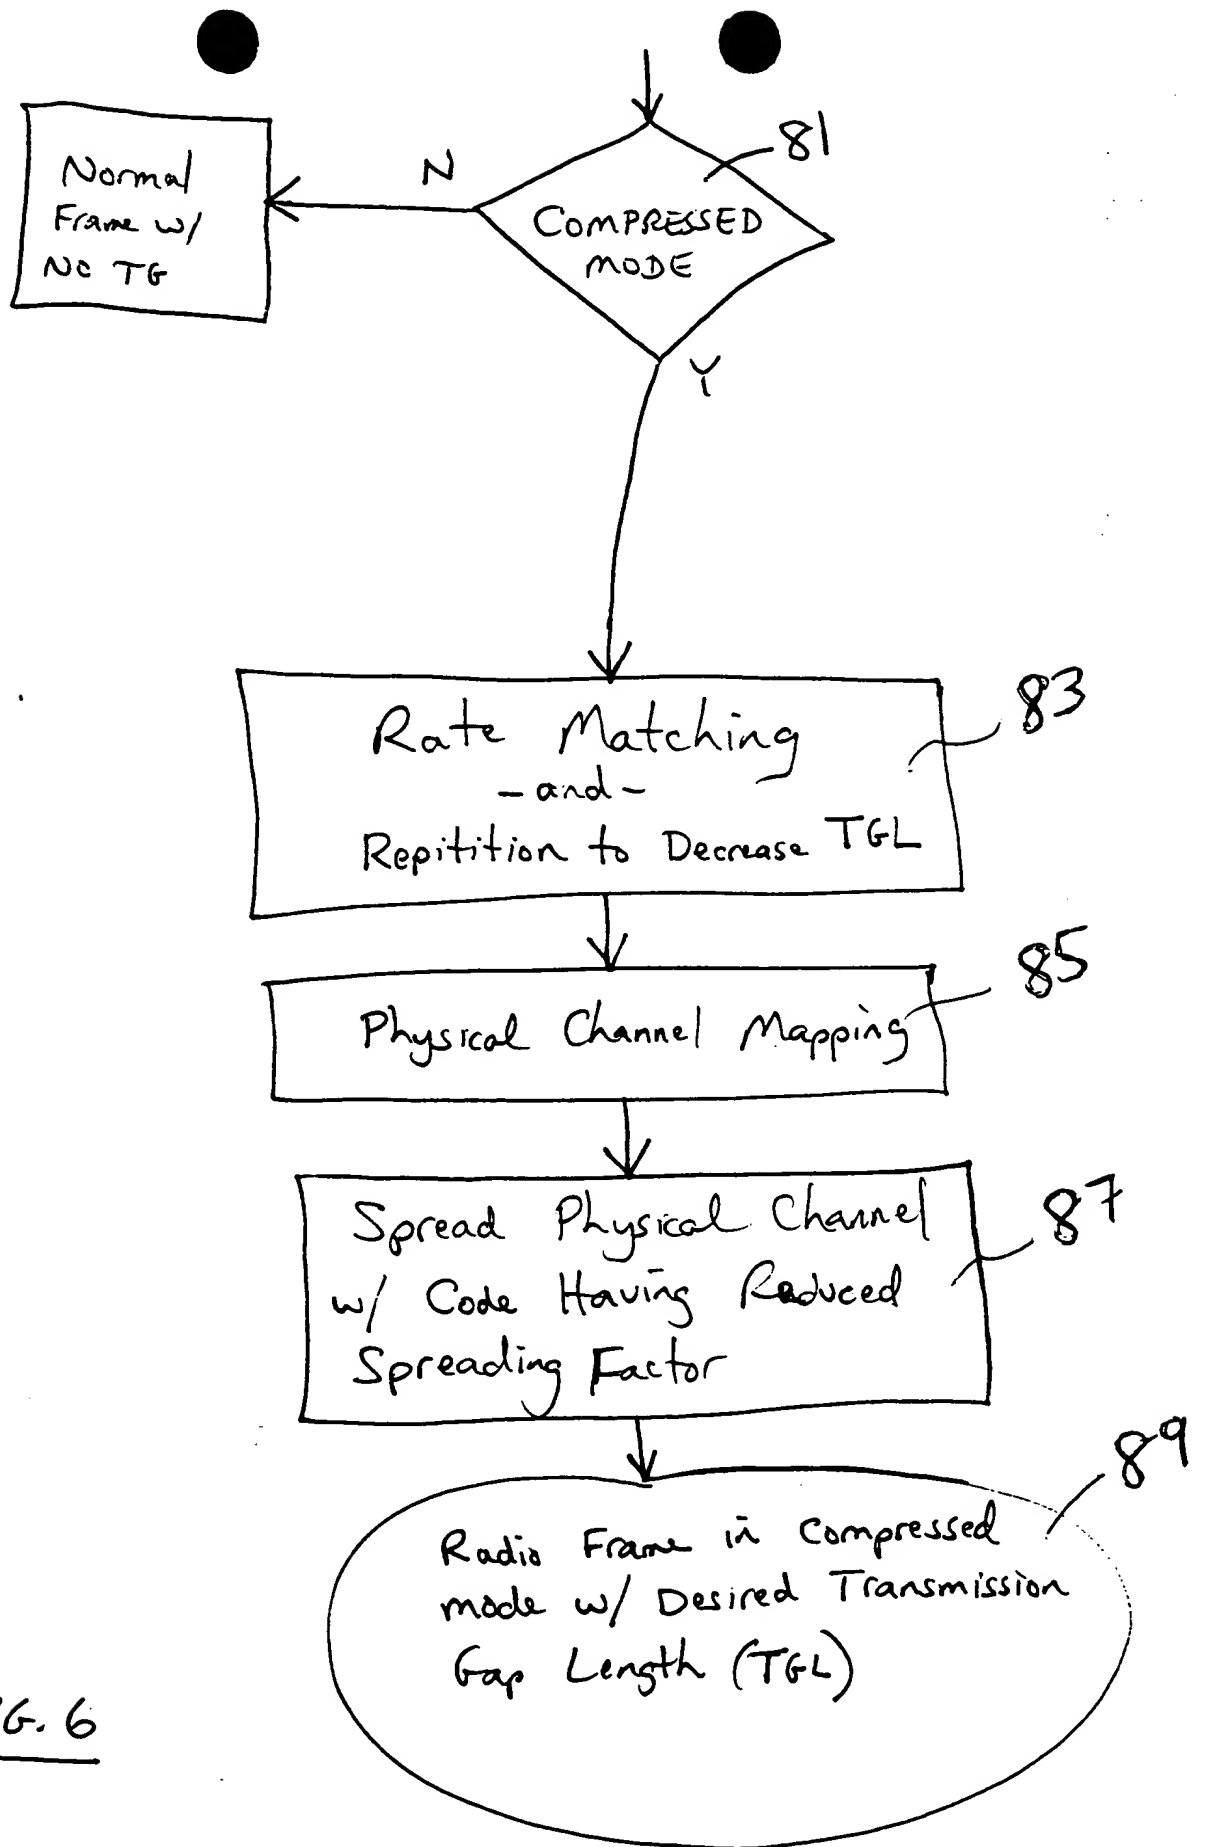 81
N
COMPRESSED
MODE
Normal
Frame w/
NO TG
Y
83
Rate Matching
- and -
Repitition to Decrease TGL
85
Physical Channel Mapping
87
Spread Physical Channel
w/ Code Having Reduced
Spreading Factor
89
Radio Frame in Compressed
mode w/ Desired Transmission
Gap Length (TGL)
G. 6